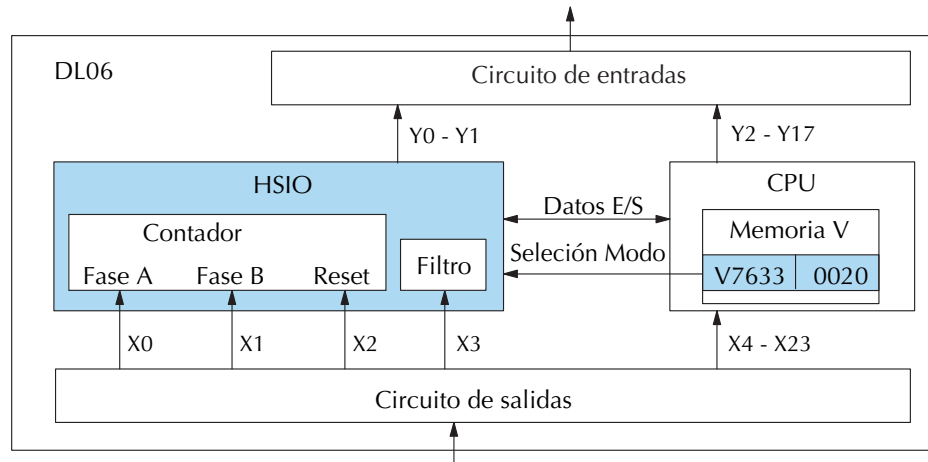 DL06
Circuito de entradas
Y0 - Y1
Y2 - Y17
HSIO
CPU
Contador
Fase A
Fase B
Reset
Filtro
Datos E/S
Seleción Modo
Memoria V
V7633
0020
X0
X1
X2
X3
X4 - X23
Circuito de salidas